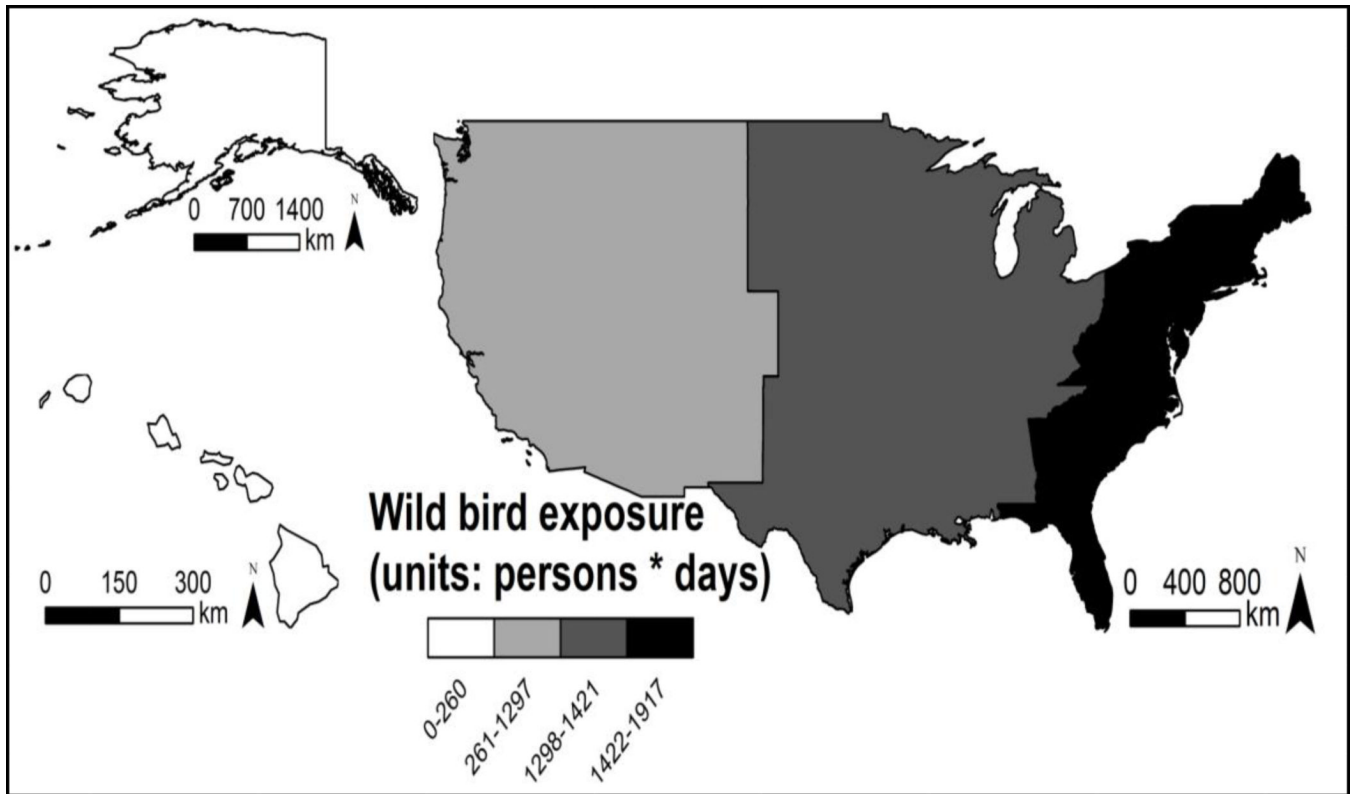 N
0 700 1400
km
N
0 150 300
km
Wild bird exposure
(units: persons * days)
0-260
261-1297
1298-1421
1422-1917
N
0 400 800
km